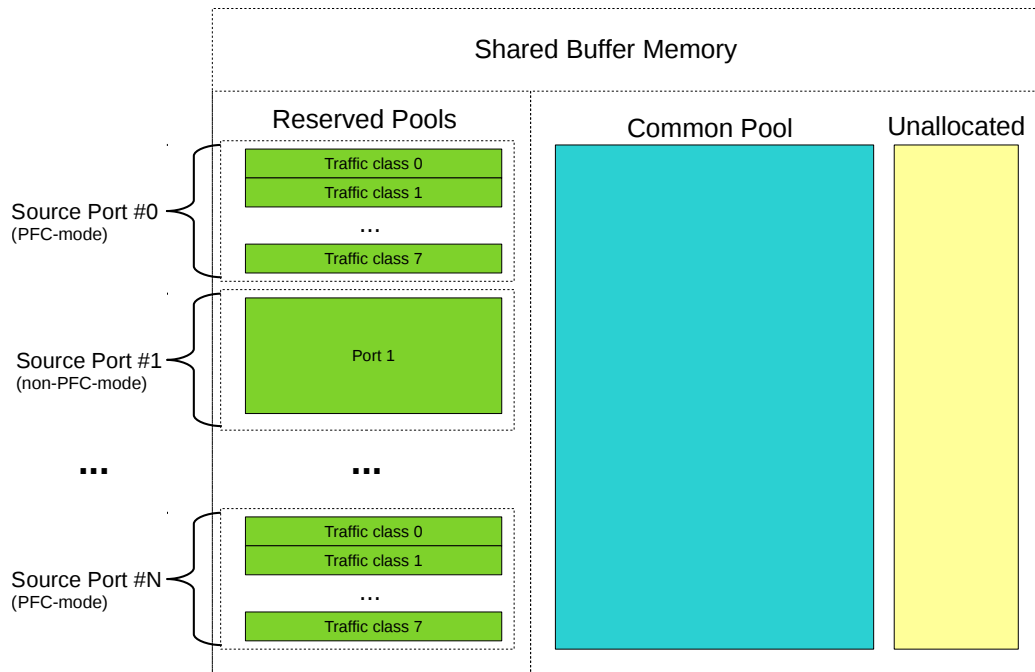 Shared Buffer Memory
Reserved Pools
Common Pool
Unallocated
Source Port #0
(PFC-mode)
Traffic class 0
Traffic class 1
...
Traffic class 7
Source Port #1
(non-PFC-mode)
Port 1
...
...
Source Port #N
(PFC-mode)
Traffic class 0
Traffic class 1
...
Traffic class 7